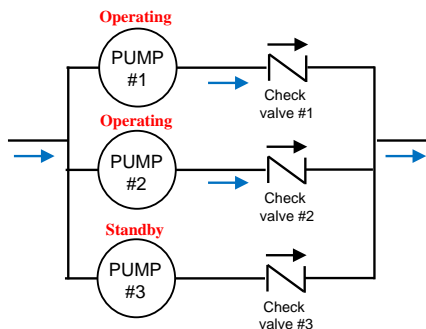 Operating
PUMP
#1
Check
valve #1
Operating
PUMP
#2
Check
valve #2
Standby
PUMP
#3
Check
valve #3